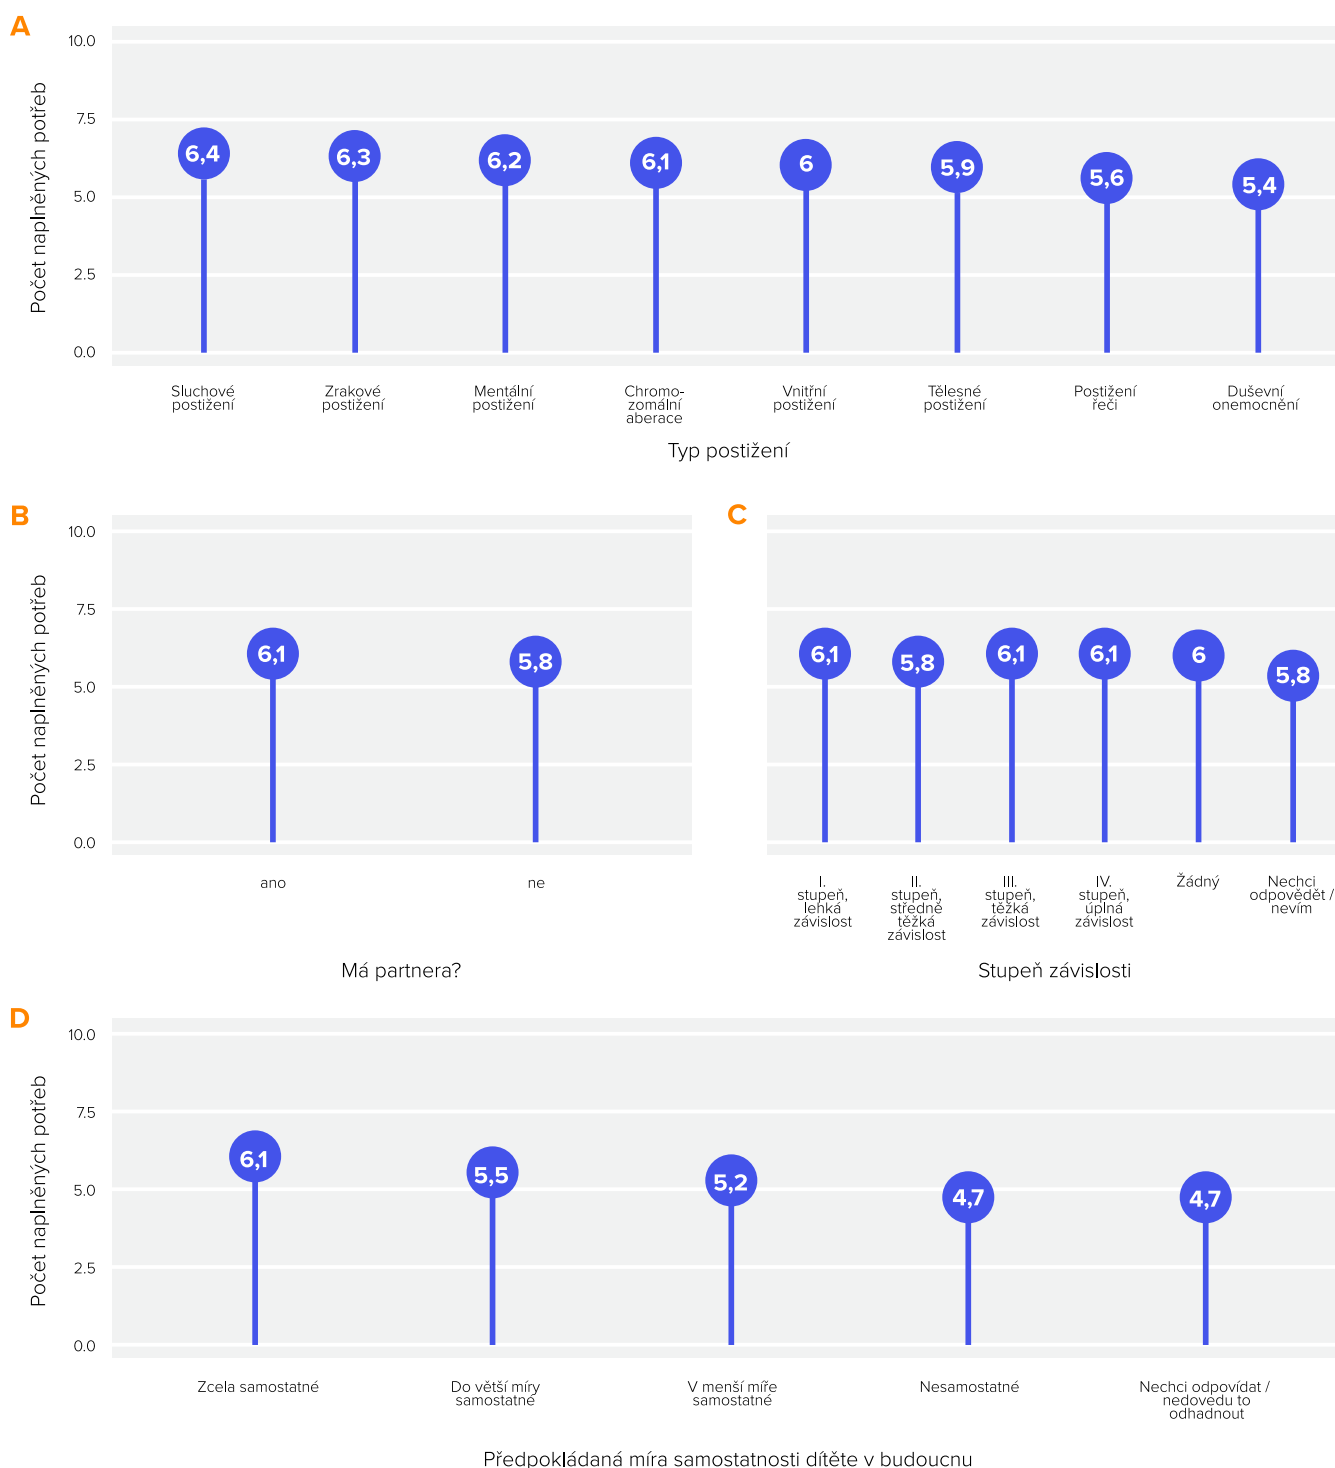 A
Počet naplněných potřeb
10.0
7.5
5.0
2.5
0.0
6,4
6,3
6,2
6,1
6
5,9
5,6
5,4
Sluchové
postižení
Zrakové
postižení
Mentální
postižení
Chromo-
zomální
aberace
Vnitřní
postižení
Tělesné
postižení
Postižení
řeči
Duševní
onemocnění
Typ postižení
B
Počet naplněných potřeb
10.0
7.5
5.0
2.5
0.0
6,1
5,8
ano
ne
Má partnera?
C
6,1
5,8
6,1
6,1
6
5,8
I.
stupeň,
lehká
závislost
II.
stupeň,
středně
těžká
závislost
III.
stupeň,
těžká
závislost
IV.
stupeň,
úplná
závislost
Žádný
Nechci
odpovědět /
nevím
Stupeň závislosti
D
Počet naplněných potřeb
10.0
7.5
5.0
2.5
0.0
6,1
5,5
5,2
4,7
4,7
Zcela samostatné
Do větší míry
samostatné
V menší míře
samostatné
Nesamostatné
Nechci odpovídat /
nedovedu to
odhadnout
Předpokládaná míra samostatnosti dítěte v budoucnu